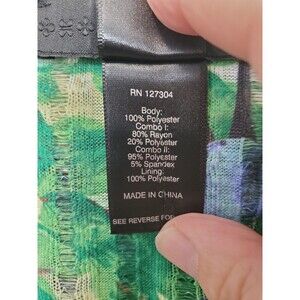 RN 127304
Body:
100% Polyester
Combo I:
80% Rayon
20% Polyester
Combo II:
95% Polyester
5% Spandex
Lining:
100% Polyester
MADE IN CHINA
SEE REVERSE FOR